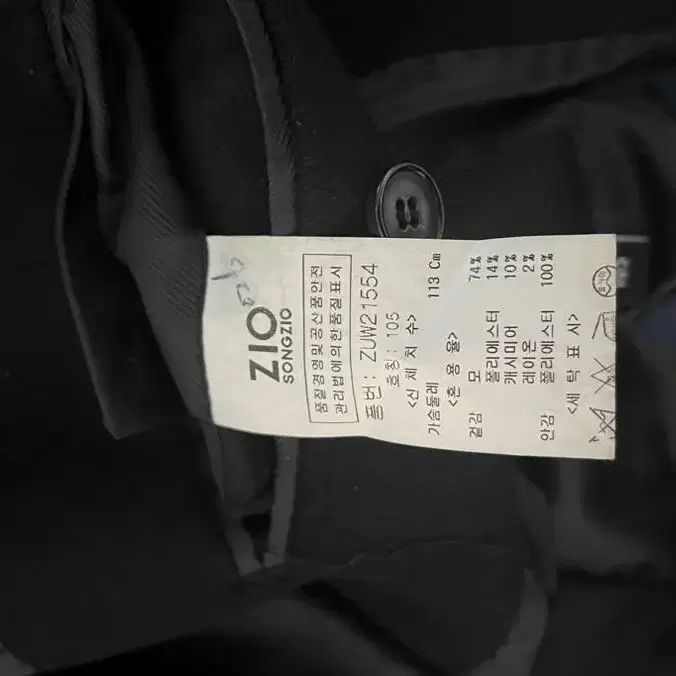 ZIO
SONGZIO
품질경영및공산품안전
관리법에의한품질표시
품번: ZUW21554
호칭: 105
<신 체 치 수>
가슴둘레 113 Cm
<혼 용 율>
겉감 모 74%
폴리에스터 14%
캐시미어 10%
레이온 2%
안감 폴리에스터 100%
<세 탁 표 시>